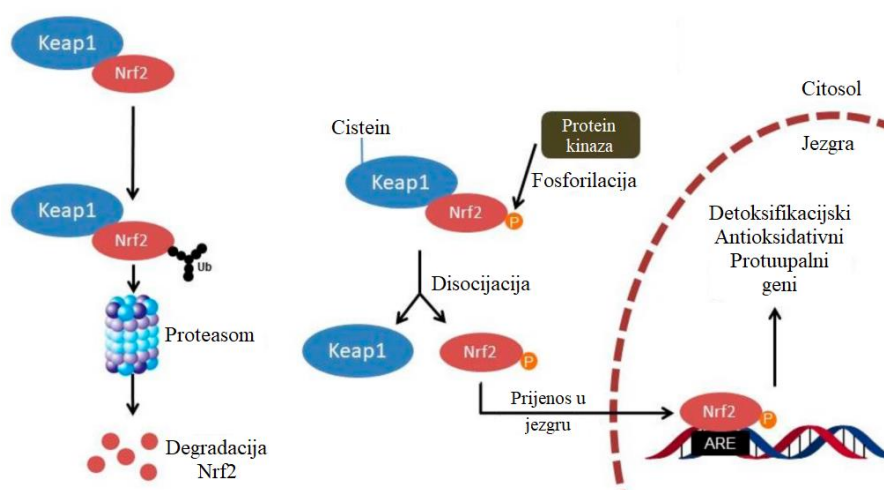 Keap1
Nrf2
Keap1
Nrf2
Ub
Proteasom
Degradacija
Nrf2
Cistein
Protein
kinaza
Keap1
Fosforilacija
Nrf2
P
Disocijacija
Keap1
Nrf2
P
Prijenos u
jezgru
Citosol
Jezgra
Detoksifikacijski
Antioksidativni
Protuupalni
geni
Nrf2
P
ARE